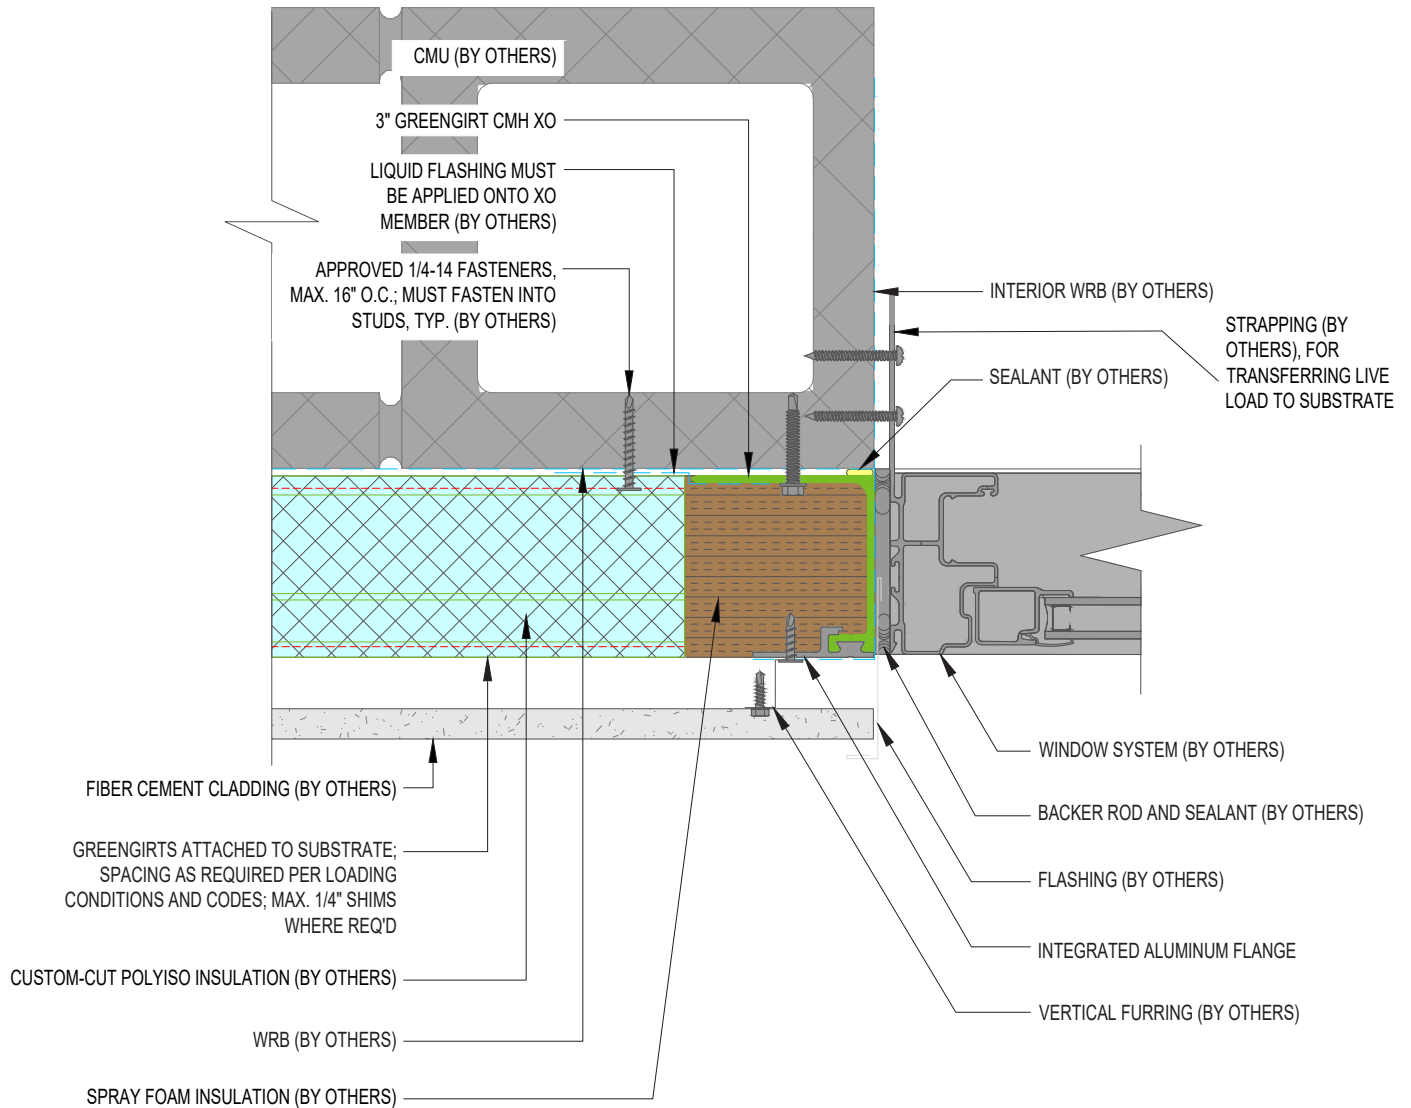 CMU (BY OTHERS)
3" GREENGIRT CMH XO
LIQUID FLASHING MUST
BE APPLIED ONTO XO
MEMBER (BY OTHERS)
APPROVED 1/4-14 FASTENERS,
MAX. 16" O.C.; MUST FASTEN INTO
STUDS, TYP. (BY OTHERS)
INTERIOR WRB (BY OTHERS)
STRAPPING (BY
OTHERS), FOR
TRANSFERRING LIVE
LOAD TO SUBSTRATE
SEALANT (BY OTHERS)
FIBER CEMENT CLADDING (BY OTHERS)
GREENGIRTS ATTACHED TO SUBSTRATE;
SPACING AS REQUIRED PER LOADING
CONDITIONS AND CODES; MAX. 1/4" SHIMS
WHERE REQ'D
CUSTOM-CUT POLYISO INSULATION (BY OTHERS)
WRB (BY OTHERS)
SPRAY FOAM INSULATION (BY OTHERS)
WINDOW SYSTEM (BY OTHERS)
BACKER ROD AND SEALANT (BY OTHERS)
FLASHING (BY OTHERS)
INTEGRATED ALUMINUM FLANGE
VERTICAL FURRING (BY OTHERS)